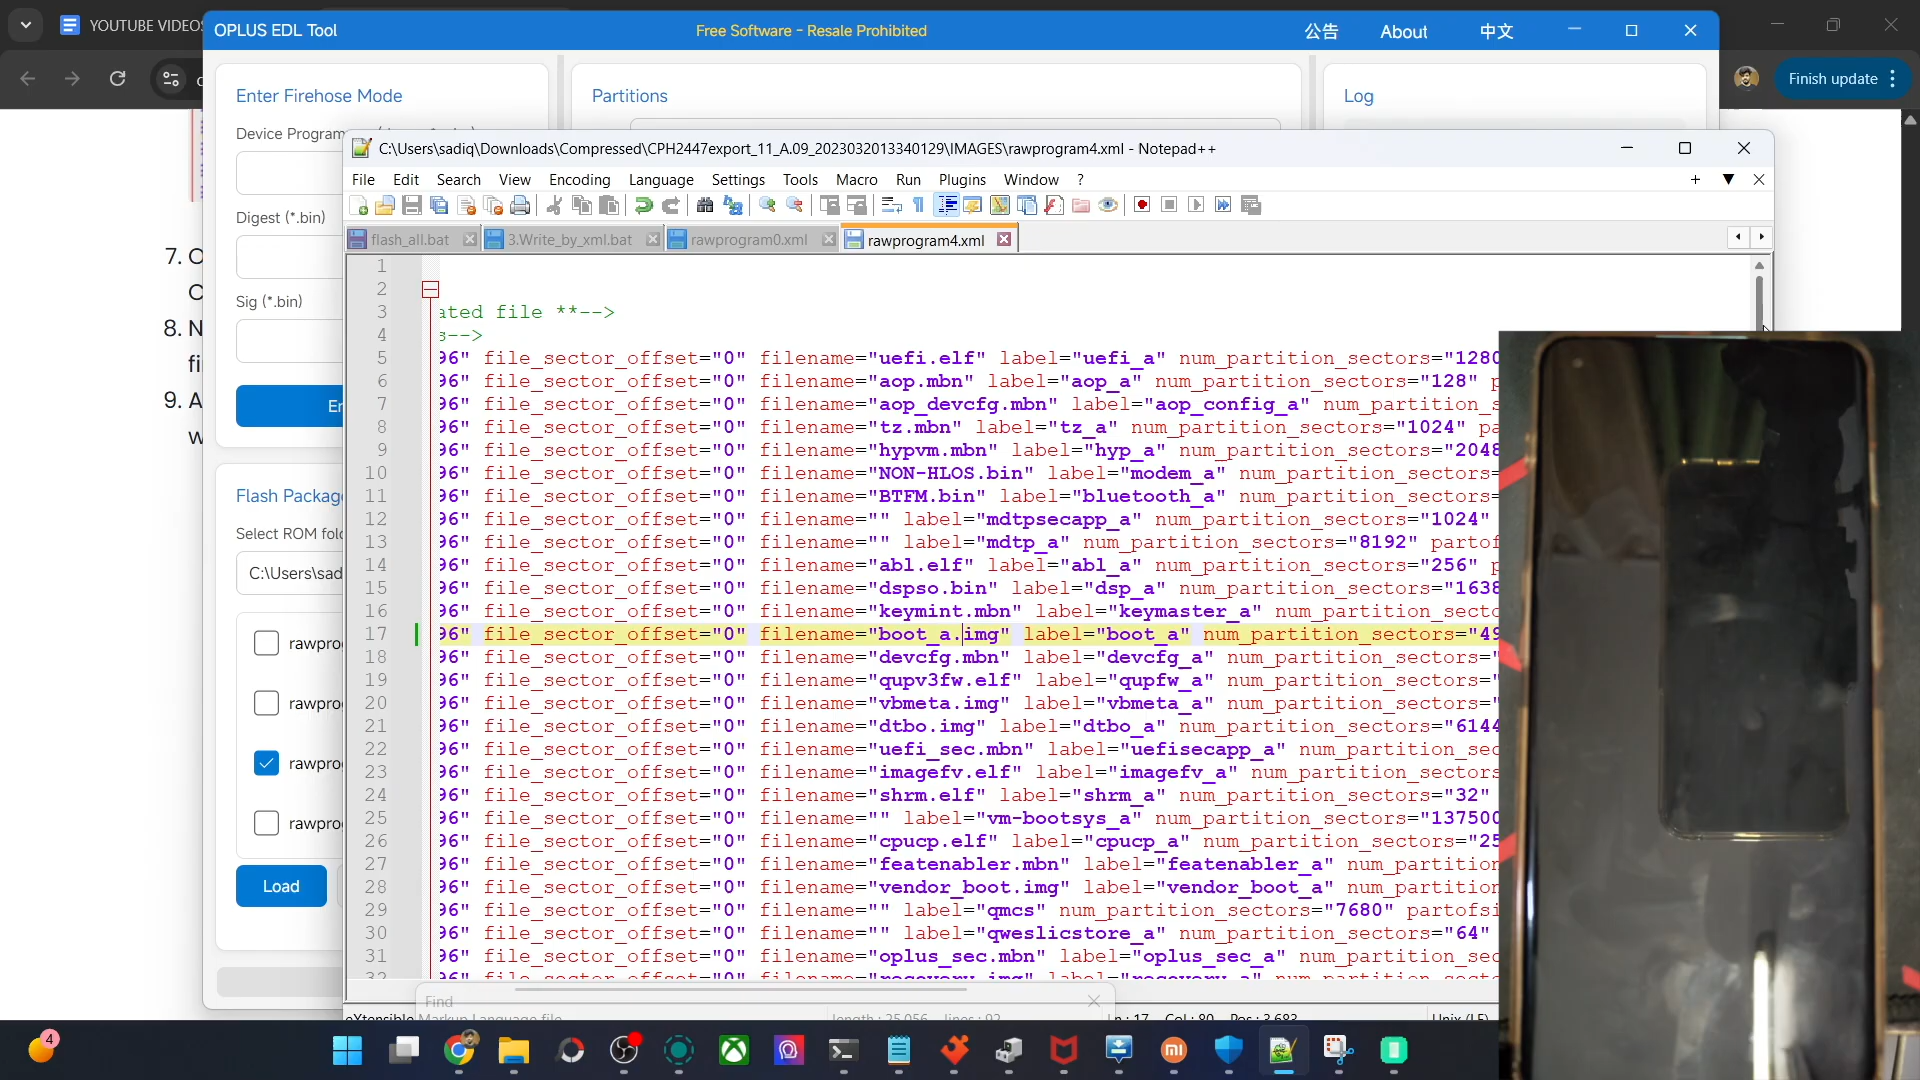 YOUTUBE VIDEOS
OPLUS EDL Tool
Free Software - Resale Prohibited
公告
About
中文
Finish update
Enter Firehose Mode
Partitions
Log
Digest (*.bin)
Sig (*.bin)
7. O
8. N
fi
9. A
w
C:\Users\sadiq\Downloads\Compressed\CPH2447export_11_A.09_2023032013340129\IMAGES\rawprogram4.xml - Notepad++
File Edit Search View Encoding Language Settings Tools Macro Run Plugins Window ?
flash_all.bat
3.Write_by_xml.bat
rawprogram0.xml
rawprogram4.xml
1
2
3 ated file **-->
4 s-->
5 96" file_sector_offset="0" filename="uefi.elf" label="uefi_a" num_partition_sectors="1280
6 96" file_sector_offset="0" filename="aop.mbn" label="aop_a" num_partition_sectors="128" p
7 96" file_sector_offset="0" filename="aop_devcfg.mbn" label="aop_config_a" num_partition_s
8 96" file_sector_offset="0" filename="tz.mbn" label="tz_a" num_partition_sectors="1024" pa
9 96" file_sector_offset="0" filename="hypvm.mbn" label="hyp_a" num_partition_sectors="2048
10 96" file_sector_offset="0" filename="NON-HLOS.bin" label="modem_a" num_partition_sectors=
11 96" file_sector_offset="0" filename="BTFM.bin" label="bluetooth_a" num_partition_sectors=
12 96" file_sector_offset="0" filename="" label="mdtpsecapp_a" num_partition_sectors="1024"
13 96" file_sector_offset="0" filename="" label="mdtp_a" num_partition_sectors="8192" partof
14 96" file_sector_offset="0" filename="abl.elf" label="abl_a" num_partition_sectors="256" p
15 96" file_sector_offset="0" filename="dspso.bin" label="dsp_a" num_partition_sectors="1638
16 96" file_sector_offset="0" filename="keymint.mbn" label="keymaster_a" num_partition_secto
17 96" file_sector_offset="0" filename="boot_a.img" label="boot_a" num_partition_sectors="49
18 96" file_sector_offset="0" filename="devcfg.mbn" label="devcfg_a" num_partition_sectors="
19 96" file_sector_offset="0" filename="qupv3fw.elf" label="qupfw_a" num_partition_sectors="
20 96" file_sector_offset="0" filename="vbmeta.img" label="vbmeta_a" num_partition_sectors="
21 96" file_sector_offset="0" filename="dtbo.img" label="dtbo_a" num_partition_sectors="6144
22 96" file_sector_offset="0" filename="uefi_sec.mbn" label="uefisecapp_a" num_partition_sec
23 96" file_sector_offset="0" filename="imagefv.elf" label="imagefv_a" num_partition_sectors
24 96" file_sector_offset="0" filename="shrm.elf" label="shrm_a" num_partition_sectors="32"
25 96" file_sector_offset="0" filename="" label="vm-bootsys_a" num_partition_sectors="137500
26 96" file_sector_offset="0" filename="cpucp.elf" label="cpucp_a" num_partition_sectors="25
27 96" file_sector_offset="0" filename="featenabler.mbn" label="featenabler_a" num_partition
28 96" file_sector_offset="0" filename="vendor_boot.img" label="vendor_boot_a" num_partition
29 96" file_sector_offset="0" filename="" label="qmcs" num_partition_sectors="7680" partofsi
30 96" file_sector_offset="0" filename="" label="qweslicstore_a" num_partition_sectors="64"
31 96" file_sector_offset="0" filename="oplus_sec.mbn" label="oplus_sec_a" num_partition_sec
Flash Packag
Select ROM fol
C:\Users\sad
rawpro
rawpro
rawpro
rawpro
Load
Find
4